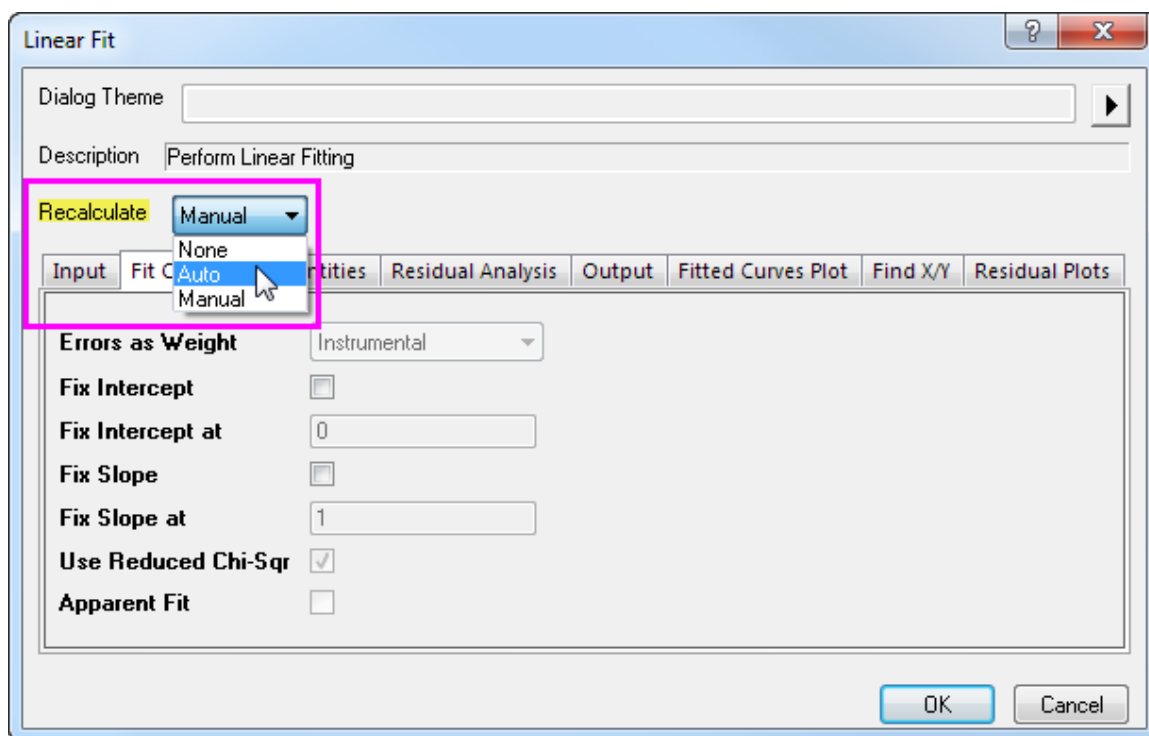 Linear Fit
Dialog Theme
Description Perform Linear Fitting
Recalculate Manual
None
Auto
Manual
Input Fit C ntities Residual Analysis Output Fitted Curves Plot Find X/Y Residual Plots
Errors as Weight Instrumental
Fix Intercept
Fix Intercept at 0
Fix Slope
Fix Slope at 1
Use Reduced Chi-Sqr
Apparent Fit
OK Cancel